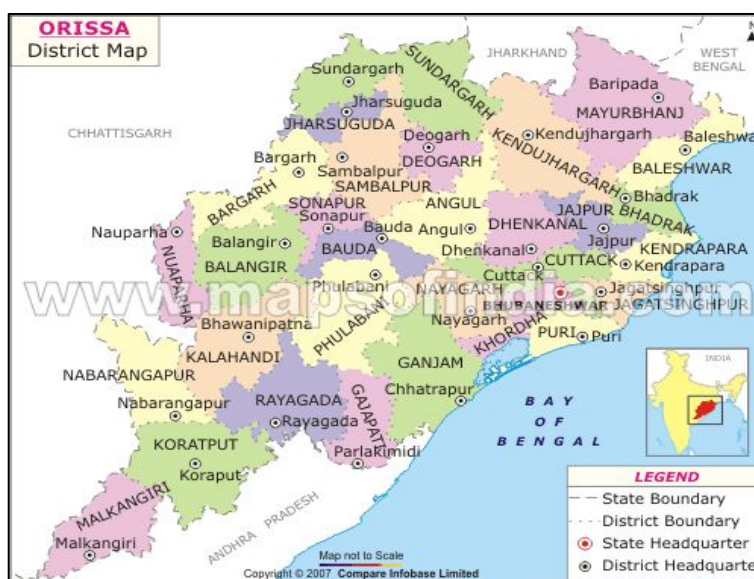 ORISSA
District Map
N
JHARKHAND
WEST
BENGAL
CHHATTISGARH
Sundargarh
SUNDARGARH
Baripada
MAYURBHANJ
Jharsuguda
JHARSUGUDA
Deogarh
DEOGARH
Kendujhargarh
KENDUJHARGARH
Baleshwa
BALESHWAR
Bargarh
BARGARH
Sambalpur
SAMBALPUR
SONAPUR
Sonapur
ANGUL
Angul
DHENKANAL
Dhenkanal
JAJPUR
Jajpur
Bhadrak
BHADRAK
Nauparha
NUAPARHA
Balangir
BALANGIR
Bauda
BAUDA
CUTTACK
Cuttack
KENDRAPARA
Kendrapara
Phulabani
PHULABANI
NAYAGARH
Nayagarh
BHUBANESHWAR
Jagatsinghpur
JAGATSINGHPUR
www.mapsofindia.com
Bhawanipatna
KALAHANDI
KHORDHA
PURI
Puri
GANJAM
Chhatrapur
NABARANGAPUR
Nabarangapur
RAYAGADA
Rayagada
GAJAPATI
Parlakimidi
KORATPUT
Koraput
MALKANGIRI
Malkangiri
ANDHRA PRADESH
BAY
OF
BENGAL
INDIA
LEGEND
State Boundary
District Boundary
State Headquarter
District Headquarter
Map not to Scale
Copyright © 2007 Compare Infobase Limited